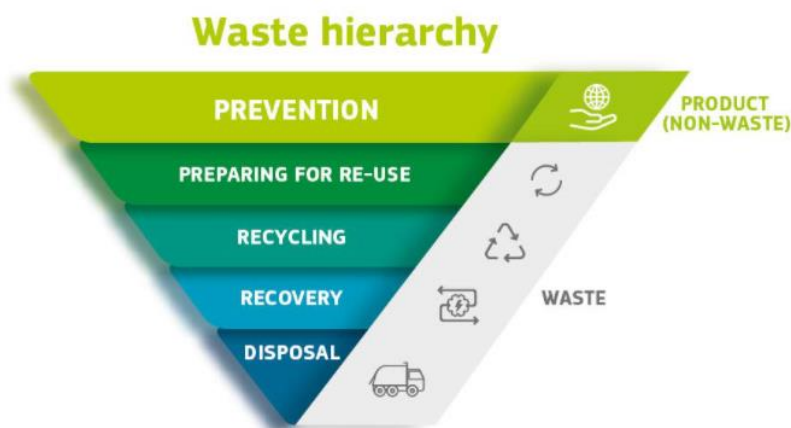 Waste hierarchy
PREVENTION
PRODUCT
(NON-WASTE)
PREPARING FOR RE-USE
RECYCLING
RECOVERY
WASTE
DISPOSAL